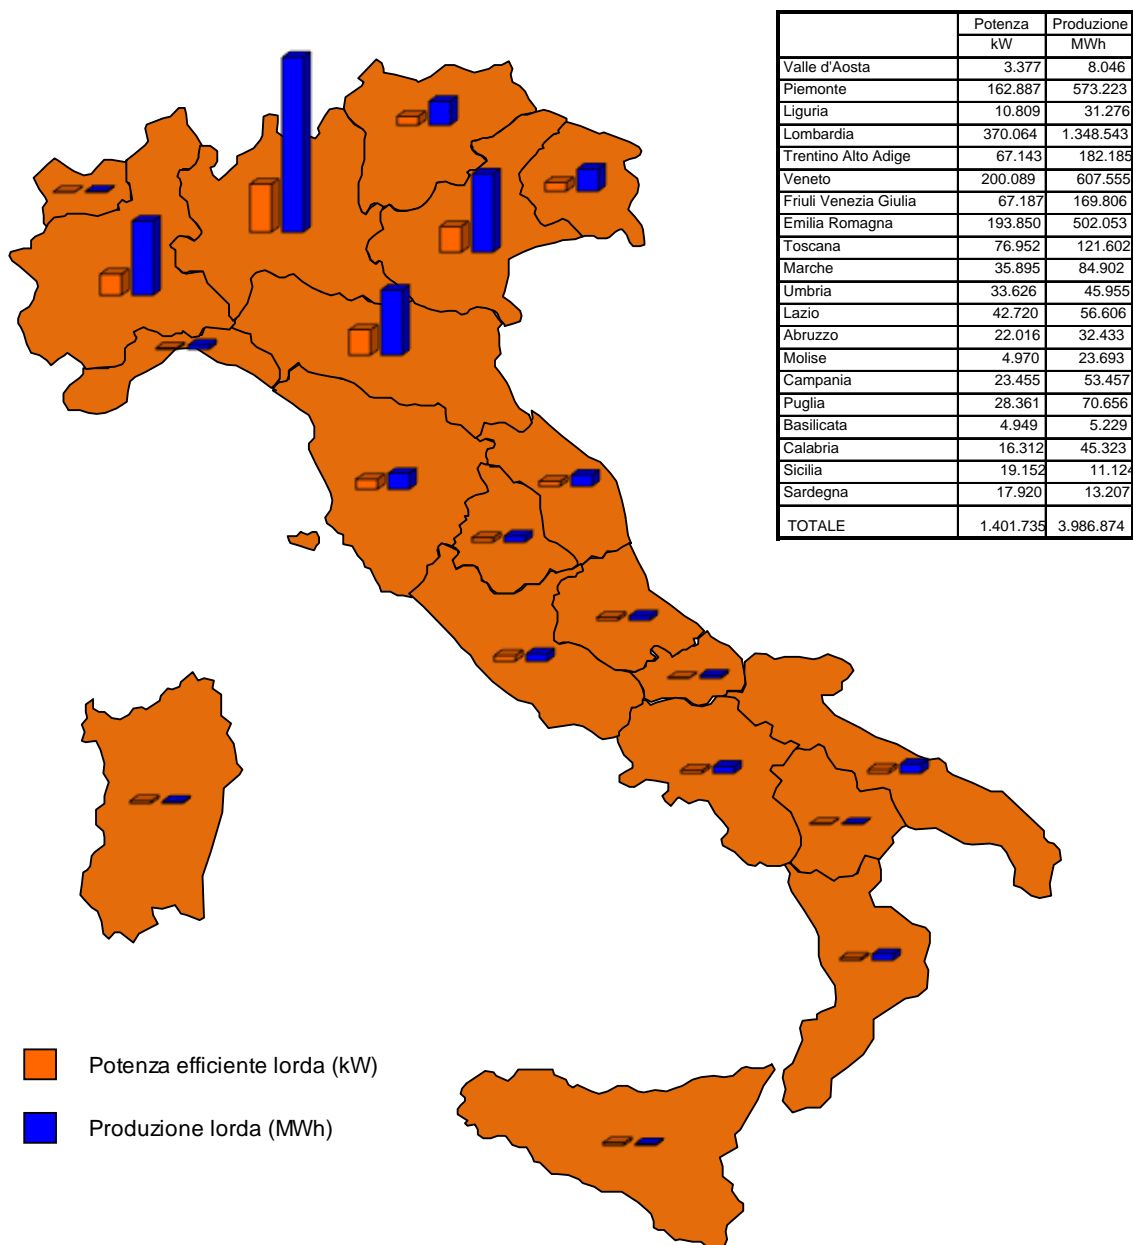 Potenza Produzione
kW MWh
Valle d'Aosta 3.377 8.046
Piemonte 162.887 573.223
Liguria 10.809 31.276
Lombardia 370.064 1.348.543
Trentino Alto Adige 67.143 182.185
Veneto 200.089 607.555
Friuli Venezia Giulia 67.187 169.806
Emilia Romagna 193.850 502.053
Toscana 76.952 121.602
Marche 35.895 84.902
Umbria 33.626 45.955
Lazio 42.720 56.606
Abruzzo 22.016 32.433
Molise 4.970 23.693
Campania 23.455 53.457
Puglia 28.361 70.656
Basilicata 4.949 5.229
Calabria 16.312 45.323
Sicilia 19.152 11.124
Sardegna 17.920 13.207
TOTALE 1.401.735 3.986.874
Potenza efficiente lorda (kW)
Produzione lorda (MWh)